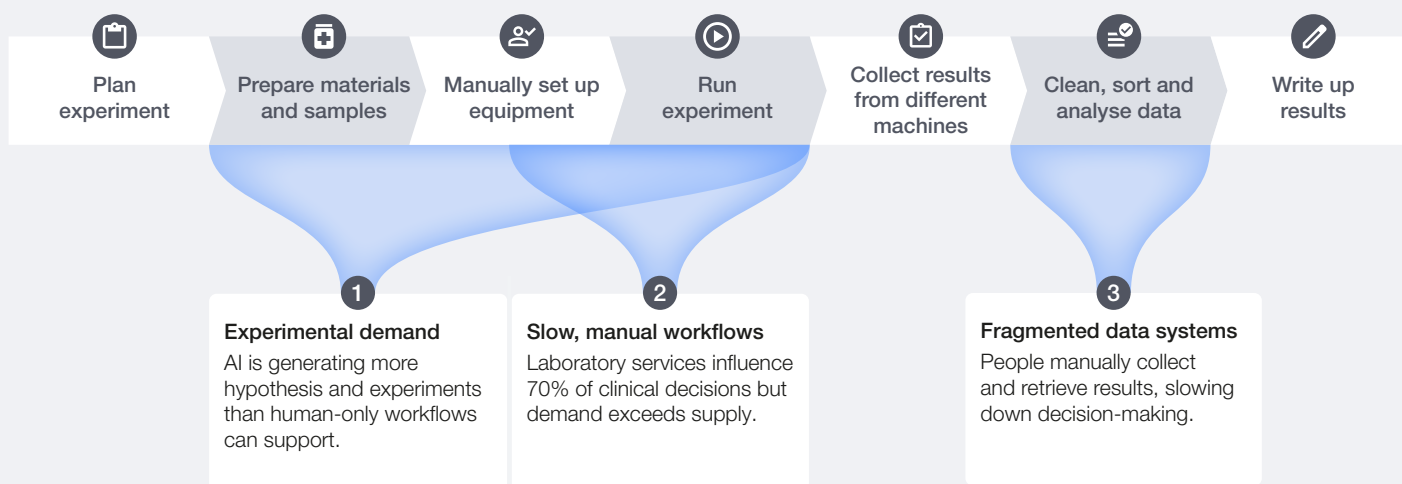 Plan
experiment
Prepare materials
and samples
Manually set up
equipment
Run
experiment
Collect results
from different
machines
Clean, sort and
analyse data
Write up
results
1
Experimental demand
AI is generating more
hypothesis and experiments
than human-only workflows
can support.
2
Slow, manual workflows
Laboratory services influence
70% of clinical decisions but
demand exceeds supply.
3
Fragmented data systems
People manually collect
and retrieve results, slowing
down decision-making.